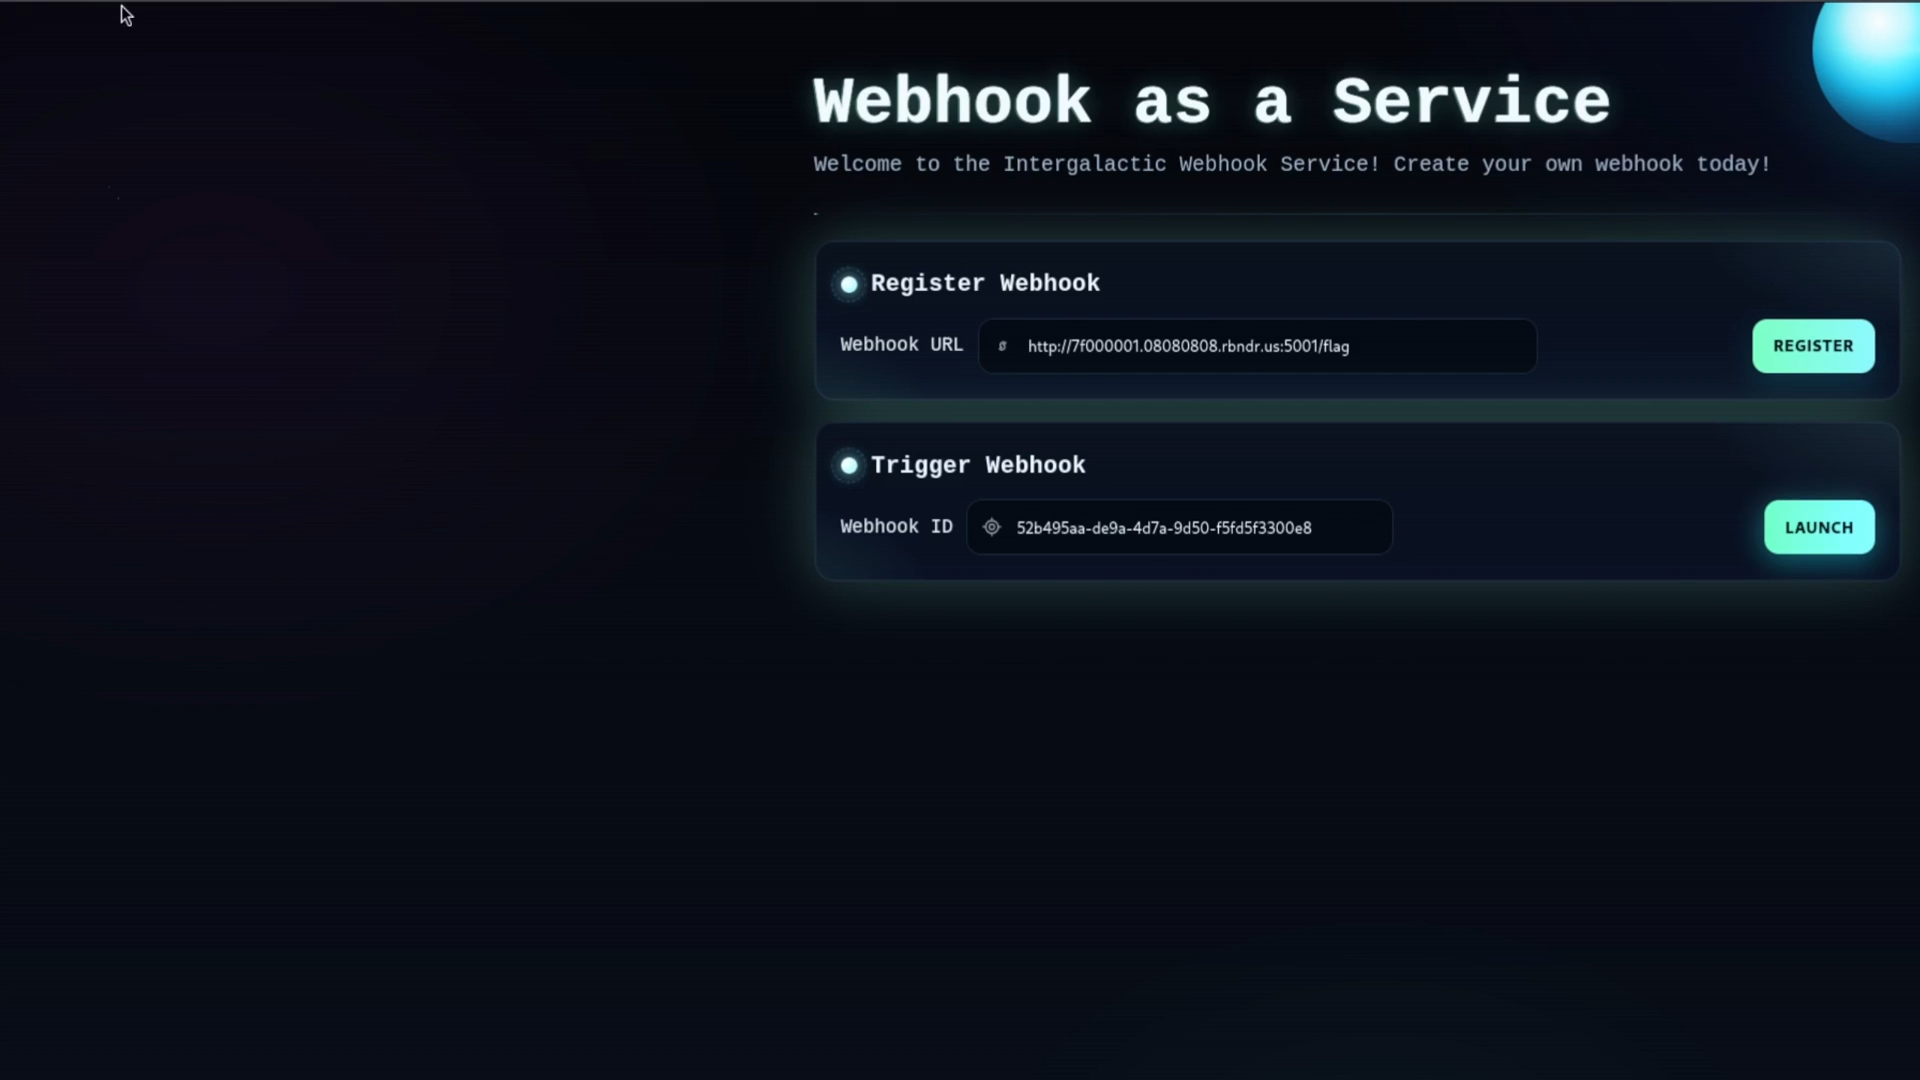 Webhook as a Service
Welcome to the Intergalactic Webhook Service! Create your own webhook today!
Register Webhook
Webhook URL
http://7f000001.08080808.rbndr.us:5001/flag
REGISTER
Trigger Webhook
Webhook ID
52b495aa-de9a-4d7a-9d50-f5fd5f3300e8
LAUNCH